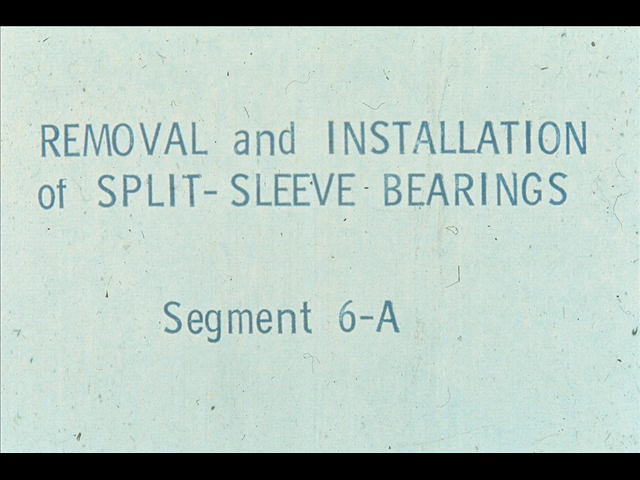 REMOVAL and INSTALLATION
of SPLIT-SLEEVE BEARINGS
Segment 6-A